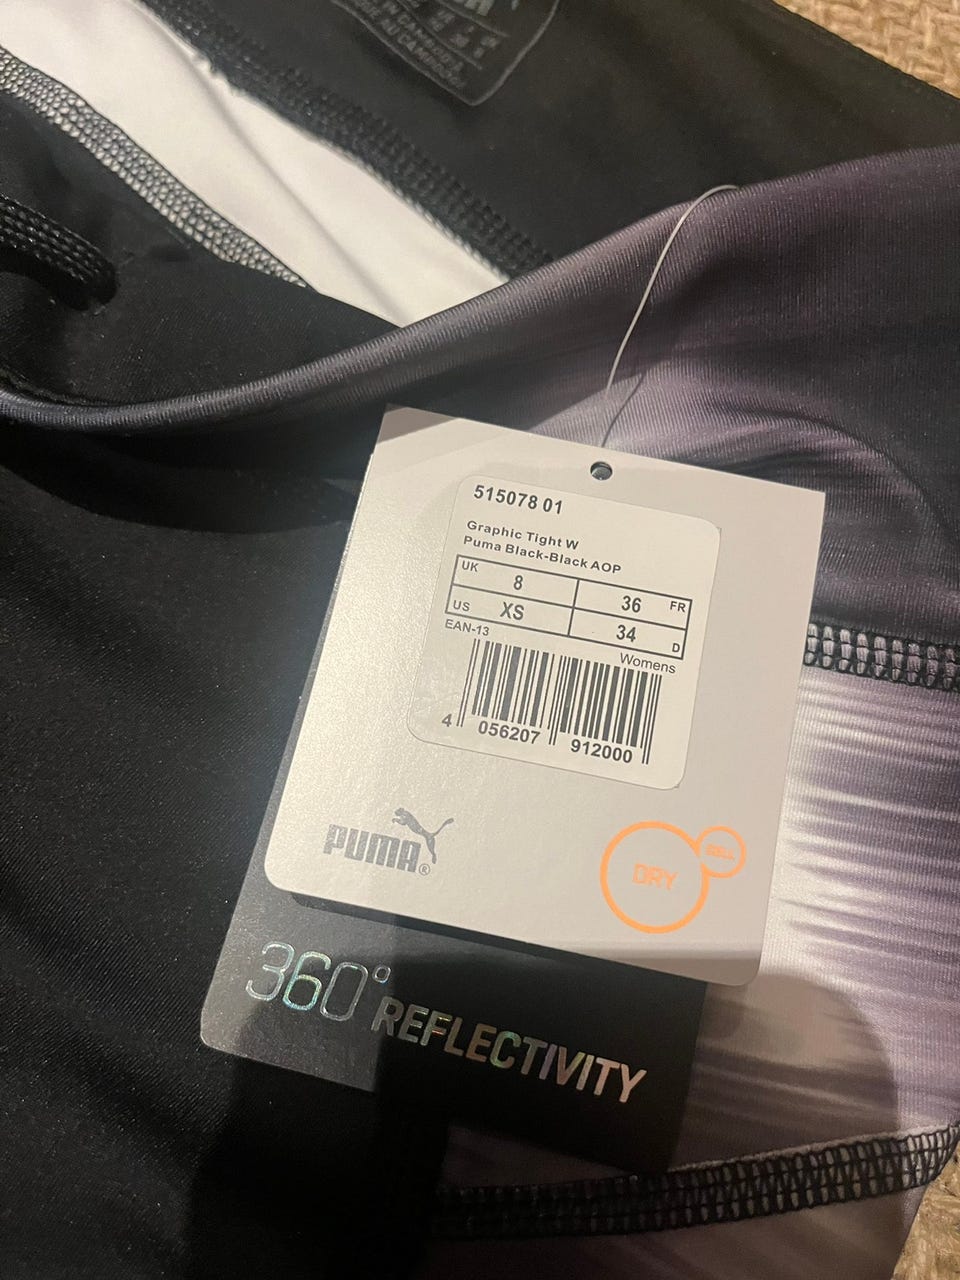 515078 01
Graphic Tight W
Puma Black-Black AOP
UK 8 36 FR
US XS 34 D
EAN-13
Womens
4 056207 912000
PUMA®
DRY CELL
360° REFLECTIVITY